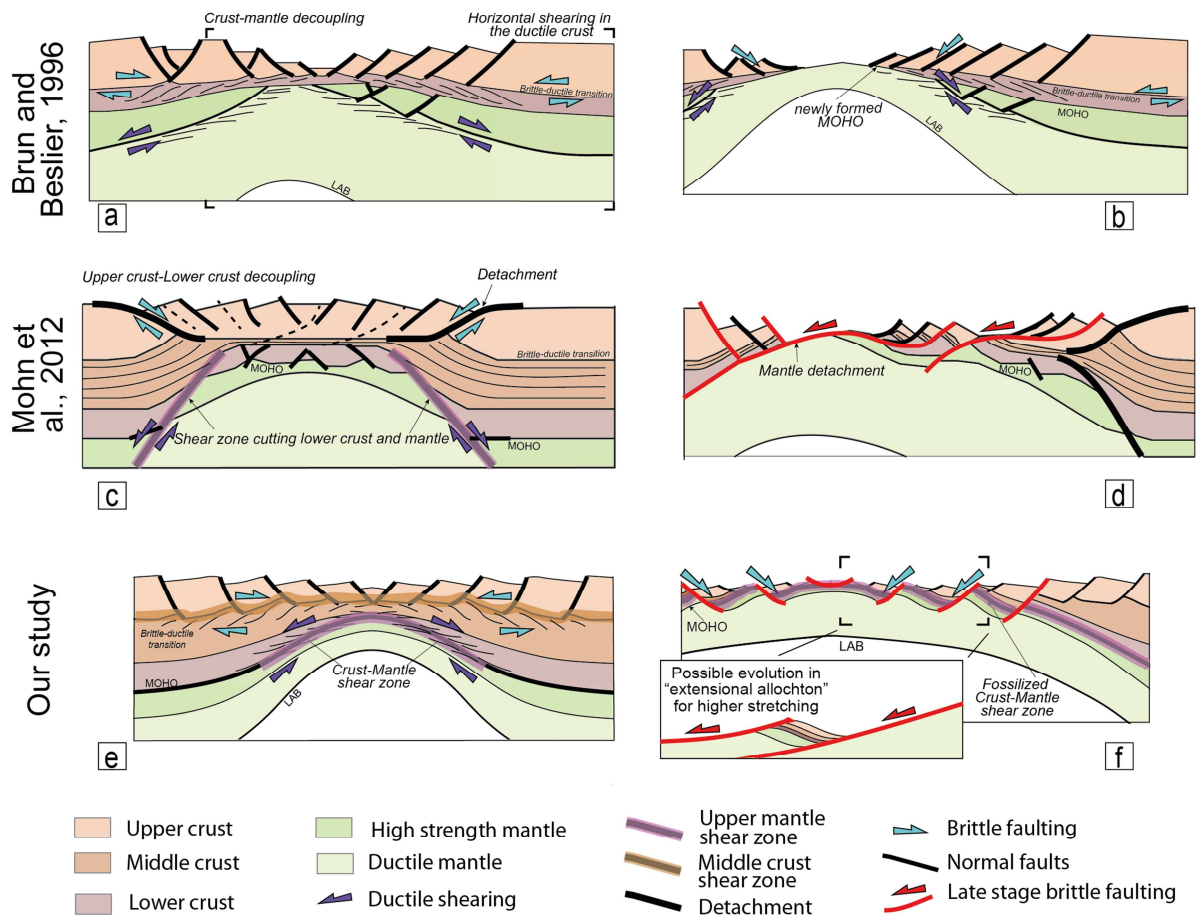 Brun and
Beslier, 1996
Crust-mantle decoupling
Horizontal shearing in
the ductile crust
LAB
a
Brittle-ductile transition
newly formed
MOHO
MOHO
LAB
b
Mohn et
al., 2012
Upper crust-Lower crust decoupling
Detachment
Brittle-ductile transition
MOHO
Shear zone cutting lower crust and mantle
MOHO
c
Mantle detachment
MOHO
d
Our study
Brittle-ductile
transition
MOHO
Crust-Mantle
shear zone
LAB
e
MOHO
LAB
Possible evolution in
"extensional allochton"
for higher stretching
Fossilized
Crust-Mantle
shear zone
f
Upper crust
Middle crust
Lower crust
High strength mantle
Ductile mantle
Ductile shearing
Upper mantle
shear zone
Middle crust
shear zone
Detachment
Brittle faulting
Normal faults
Late stage brittle faulting